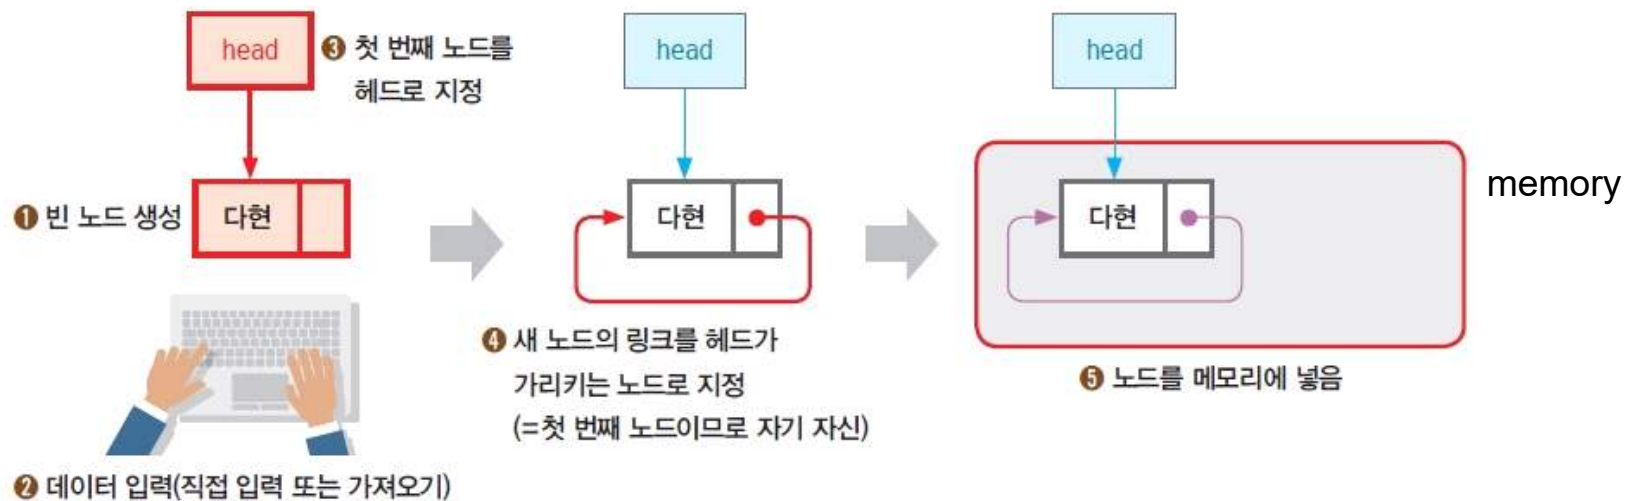 head
❸ 첫 번째 노드를
헤드로 지정
❶ 빈 노드 생성
다현
❷ 데이터 입력(직접 입력 또는 가져오기)
head
다현
❹ 새 노드의 링크를 헤드가
가리키는 노드로 지정
(=첫 번째 노드이므로 자기 자신)
head
다현
memory
❺ 노드를 메모리에 넣음